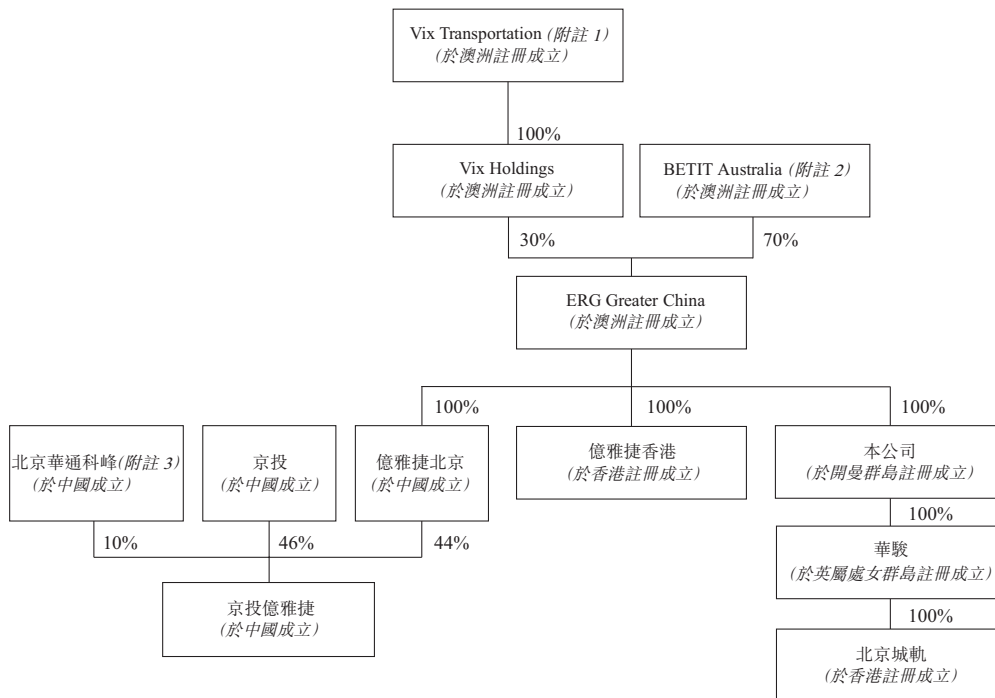 Vix Transportation (附註 1)
(於澳洲註冊成立)
100%
Vix Holdings
(於澳洲註冊成立)
BETIT Australia (附註 2)
(於澳洲註冊成立)
30%
70%
ERG Greater China
(於澳洲註冊成立)
100%
100%
100%
北京華通科峰(附註 3)
(於中國成立)
京投
(於中國成立)
億雅捷北京
(於中國成立)
億雅捷香港
(於香港註冊成立)
本公司
(於開曼群島註冊成立)
10%
46%
44%
100%
京投億雅捷
(於中國成立)
華駿
(於英屬處女群島註冊成立)
100%
北京城軌
(於香港註冊成立)